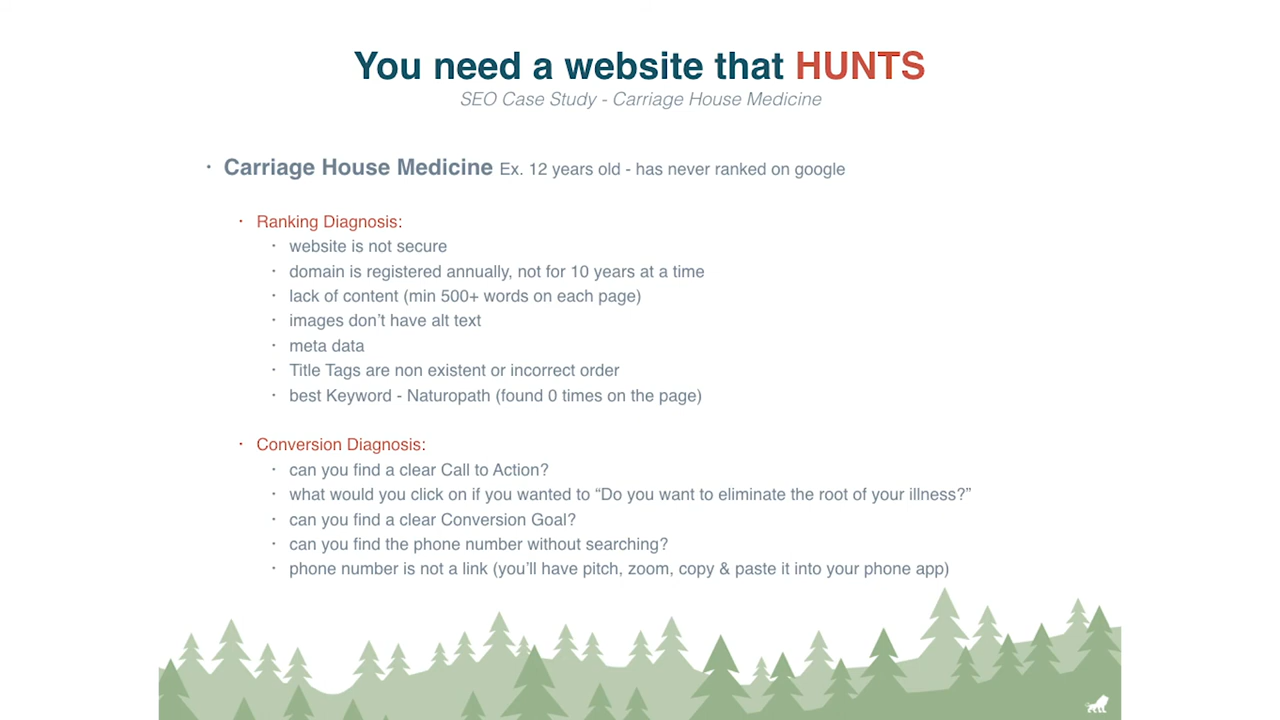 You need a website that HUNTS
SEO Case Study - Carriage House Medicine
· Carriage House Medicine Ex. 12 years old - has never ranked on google
· Ranking Diagnosis:
· website is not secure
· domain is registered annually, not for 10 years at a time
· lack of content (min 500+ words on each page)
· images don’t have alt text
· meta data
· Title Tags are non existent or incorrect order
· best Keyword - Naturopath (found 0 times on the page)
· Conversion Diagnosis:
· can you find a clear Call to Action?
· what would you click on if you wanted to “Do you want to eliminate the root of your illness?”
· can you find a clear Conversion Goal?
· can you find the phone number without searching?
· phone number is not a link (you’ll have pitch, zoom, copy & paste it into your phone app)